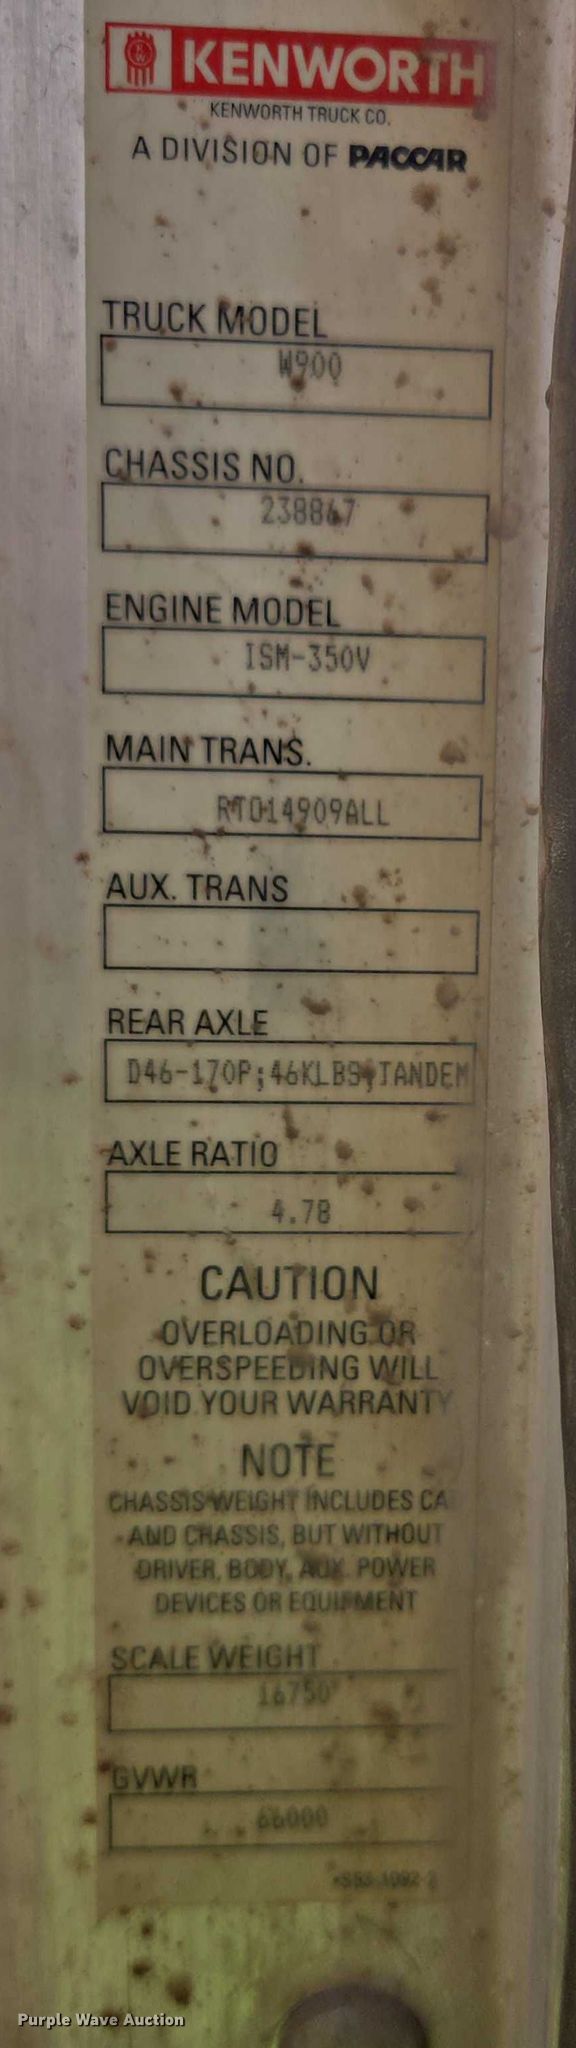 KENWORTH
KENWORTH TRUCK CO.
A DIVISION OF PACCAR
TRUCK MODEL
W900
CHASSIS NO.
238867
ENGINE MODEL
ISM-350V
MAIN TRANS.
RTO14909ALL
AUX. TRANS
REAR AXLE
D46-170P;46KLBS;TANDEM
AXLE RATIO
4.78
CAUTION
OVERLOADING OR
OVERSPEEDING WILL
VOID YOUR WARRANTY
NOTE
CHASSIS WEIGHT INCLUDES CA
AND CHASSIS, BUT WITHOUT
DRIVER, BODY, AUX. POWER
DEVICES OR EQUIPMENT
SCALE WEIGHT
16750
GVWR
66000
Purple Wave Auction